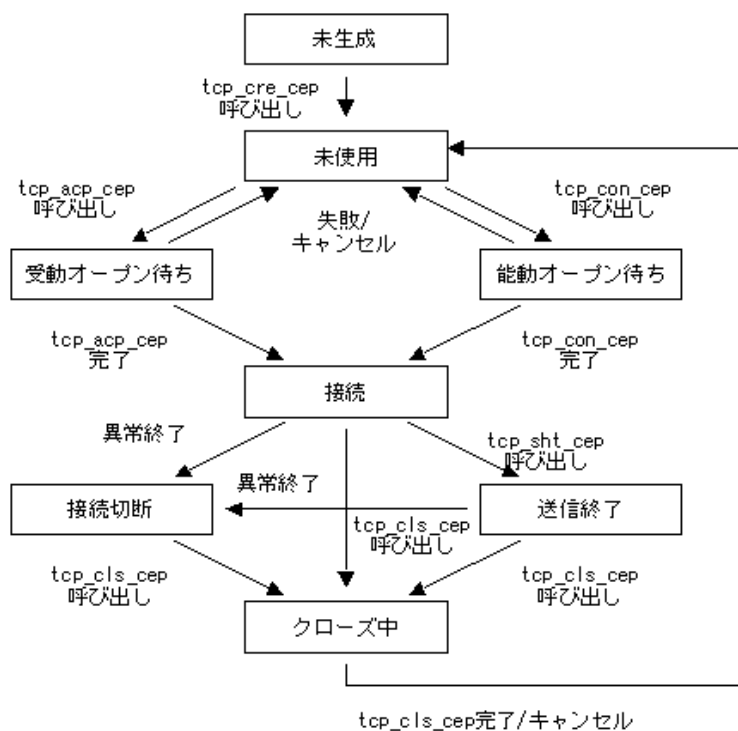 未生成
tcp_cre_cep
呼び出し
未使用
tcp_acp_cep
呼び出し
tcp_con_cep
呼び出し
失敗/
キャンセル
受動オープン待ち
能動オープン待ち
tcp_acp_cep
完了
tcp_con_cep
完了
接続
異常終了
tcp_sht_cep
呼び出し
異常終了
接続切断
送信終了
tcp_cls_cep
呼び出し
tcp_cls_cep
呼び出し
tcp_cls_cep
呼び出し
クローズ中
tcp_cls_cep完了/キャンセル